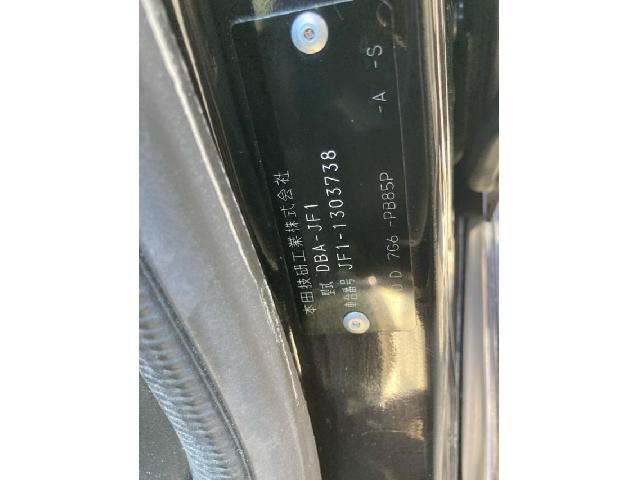 本田技研工業株式会社
型式 DBA-JF1
車台番号 JF1-1303738
D 7G6 -PB85P -A -S